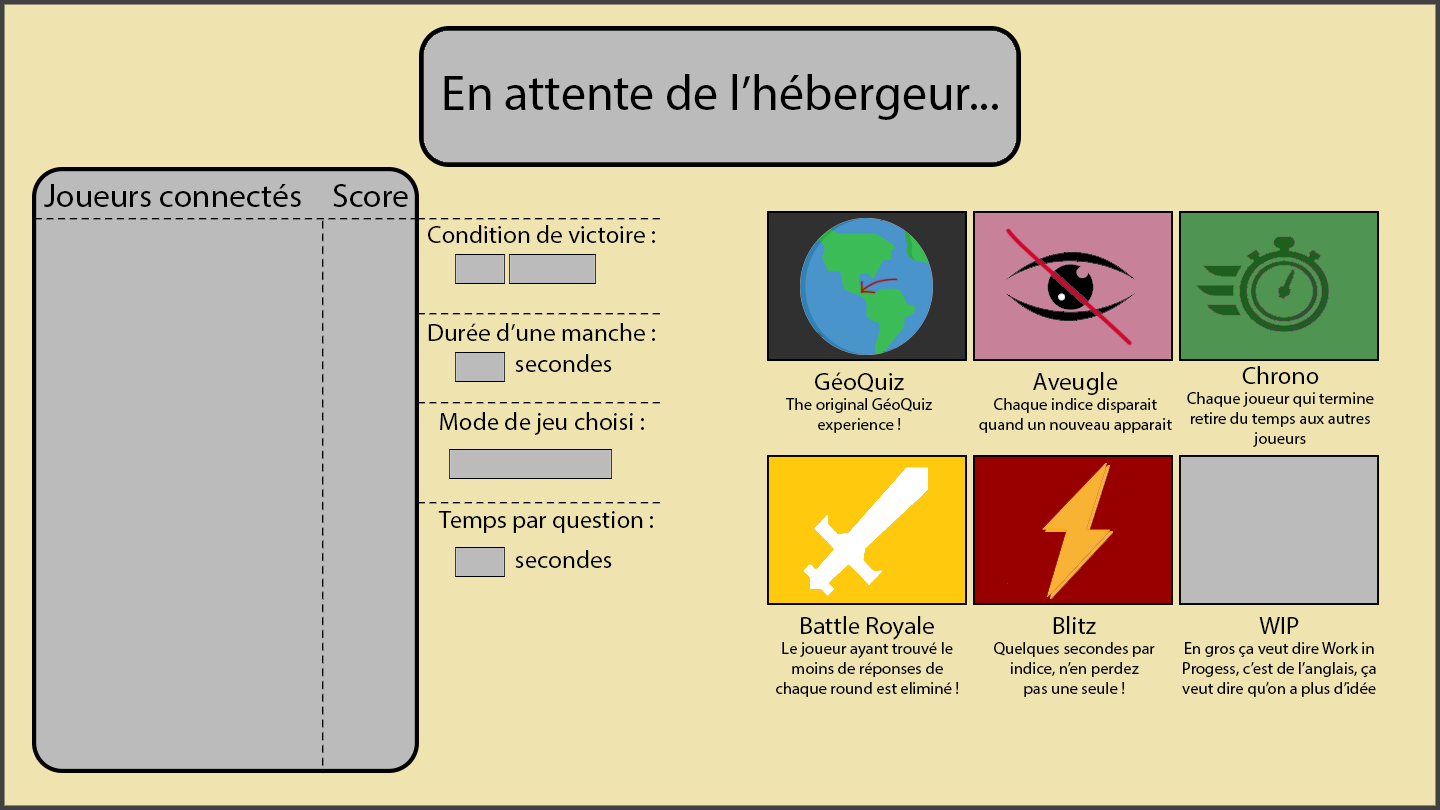 En attente de l’hébergeur...
Joueurs connectés
Score
Condition de victoire :
Durée d’une manche :
secondes
Mode de jeu choisi :
Temps par question :
secondes
GéoQuiz
The original GéoQuiz
experience !
Aveugle
Chaque indice disparait
quand un nouveau apparait
Chrono
Chaque joueur qui termine
retire du temps aux autres
joueurs
Battle Royale
Le joueur ayant trouvé le
moins de réponses de
chaque round est eliminé !
Blitz
Quelques secondes par
indice, n’en perdez
pas une seule !
WIP
En gros ça veut dire Work in
Progess, c’est de l’anglais, ça
veut dire qu’on a plus d’idée